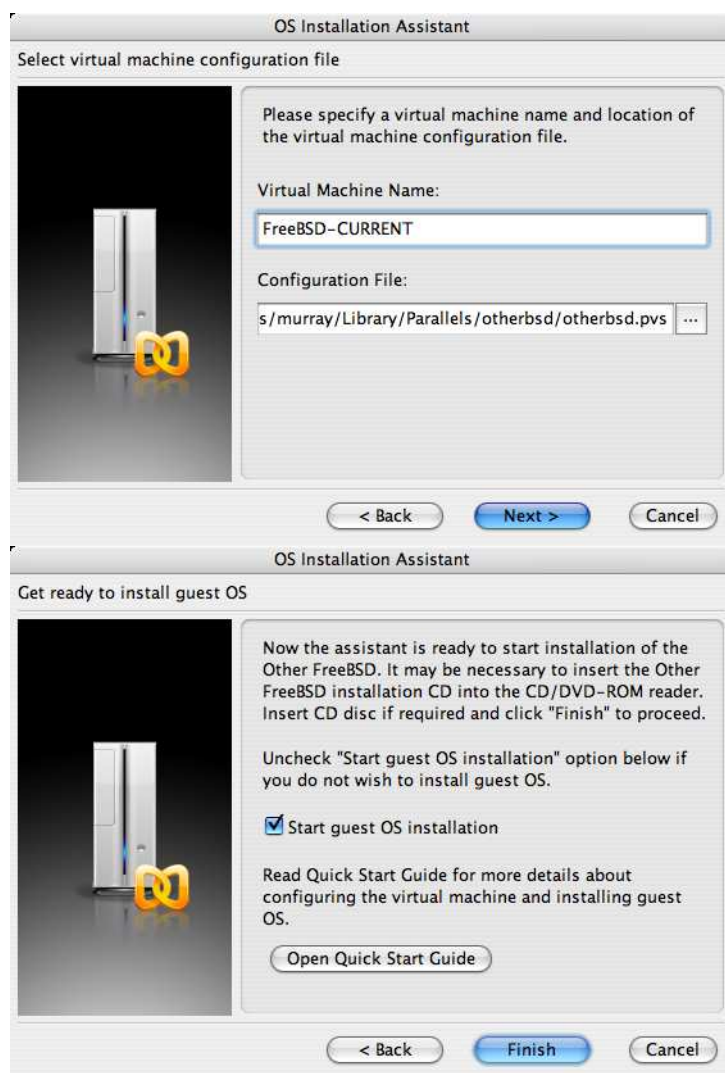 OS Installation Assistant
Select virtual machine configuration file
Please specify a virtual machine name and location of
the virtual machine configuration file.
Virtual Machine Name:
FreeBSD-CURRENT
Configuration File:
s/murray/Library/Parallels/otherbsd/otherbsd.pvs ...
< Back Next > Cancel
OS Installation Assistant
Get ready to install guest OS
Now the assistant is ready to start installation of the
Other FreeBSD. It may be necessary to insert the Other
FreeBSD installation CD into the CD/DVD-ROM reader.
Insert CD disc if required and click "Finish" to proceed.
Uncheck "Start guest OS installation" option below if
you do not wish to install guest OS.
Start guest OS installation
Read Quick Start Guide for more details about
configuring the virtual machine and installing guest
OS.
Open Quick Start Guide
< Back Finish Cancel